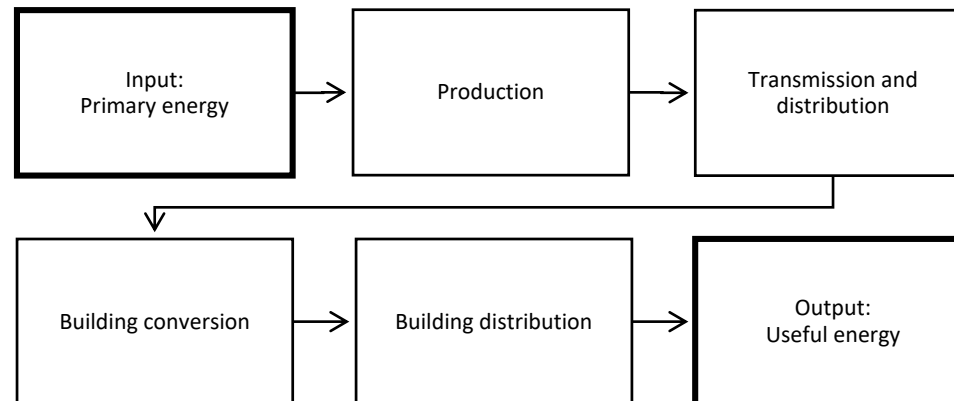 Input:
Primary energy
Production
Transmission and
distribution
Building conversion
Building distribution
Output:
Useful energy